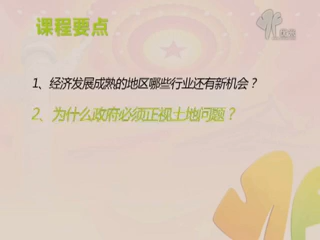 课程要点
1、经济发展成熟的地区哪些行业还有新机会？
2、为什么政府必须正视土地问题？